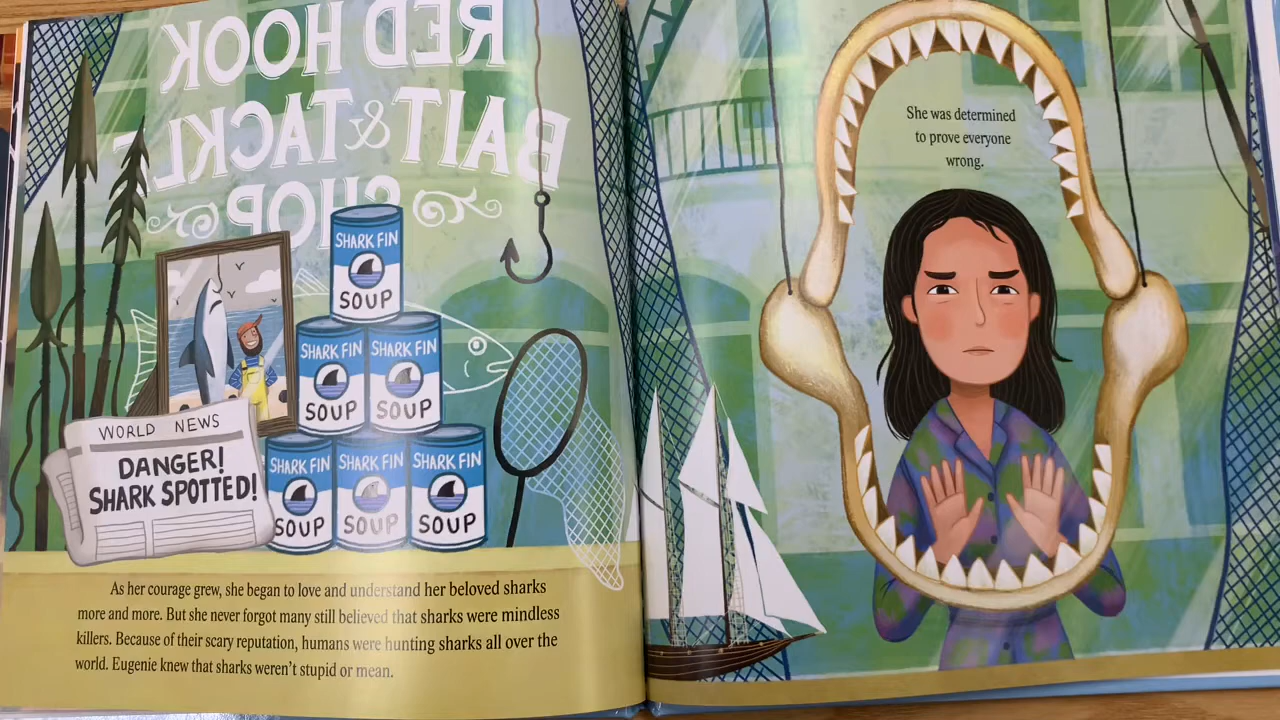 RED HOOK
BAIT & TACKLE
SHOP
SHARK FIN
SOUP
SHARK FIN
SOUP
SHARK FIN
SOUP
SHARK FIN
SOUP
SHARK FIN
SOUP
SHARK FIN
SOUP
WORLD NEWS
DANGER!
SHARK SPOTTED!
As her courage grew, she began to love and understand her beloved sharks
more and more. But she never forgot many still believed that sharks were mindless
killers. Because of their scary reputation, humans were hunting sharks all over the
world. Eugenie knew that sharks weren't stupid or mean.
She was determined
to prove everyone
wrong.